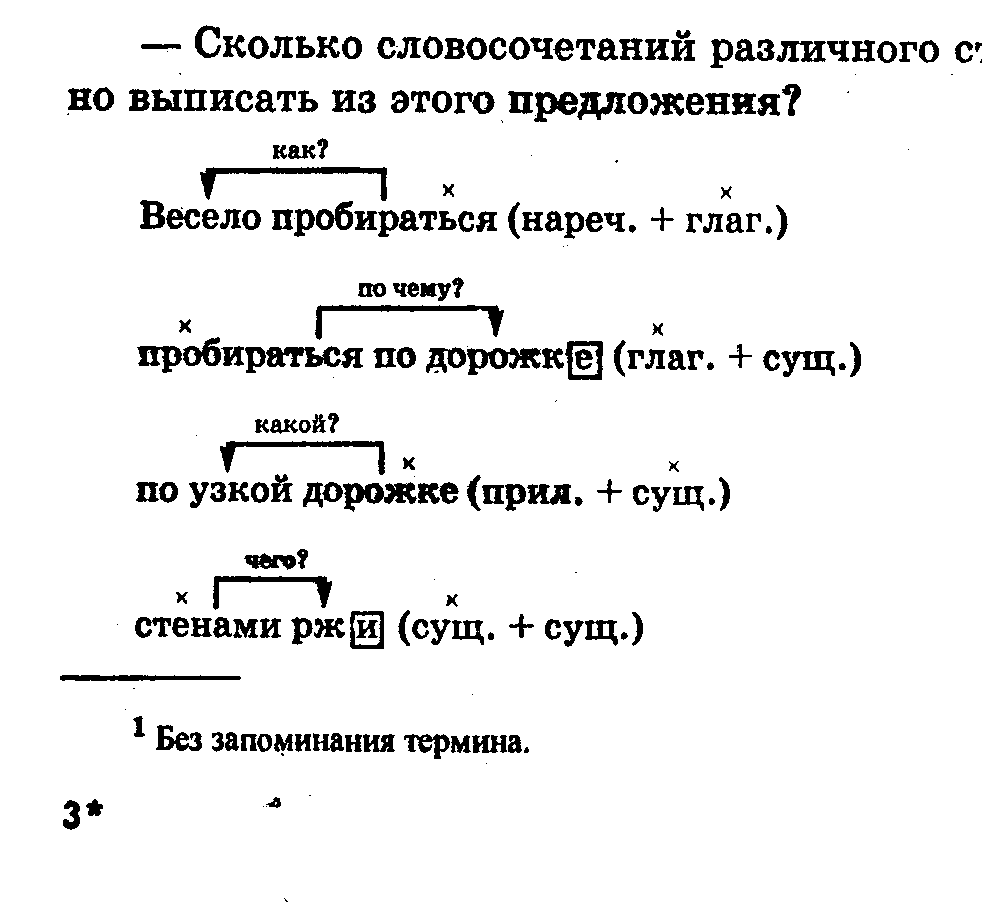 — Сколько словосочетаний различного
но выписать из этого предложения?
как?
х х
Весело пробираться (нареч. + глаг.)
по чему?
х х
пробираться по дорожке (глаг. + сущ.)
какой?
х х
по узкой дорожке (прил. + сущ.)
чего?
х х
стенами ржи (сущ. + сущ.)
1 Без запоминания термина.
3*